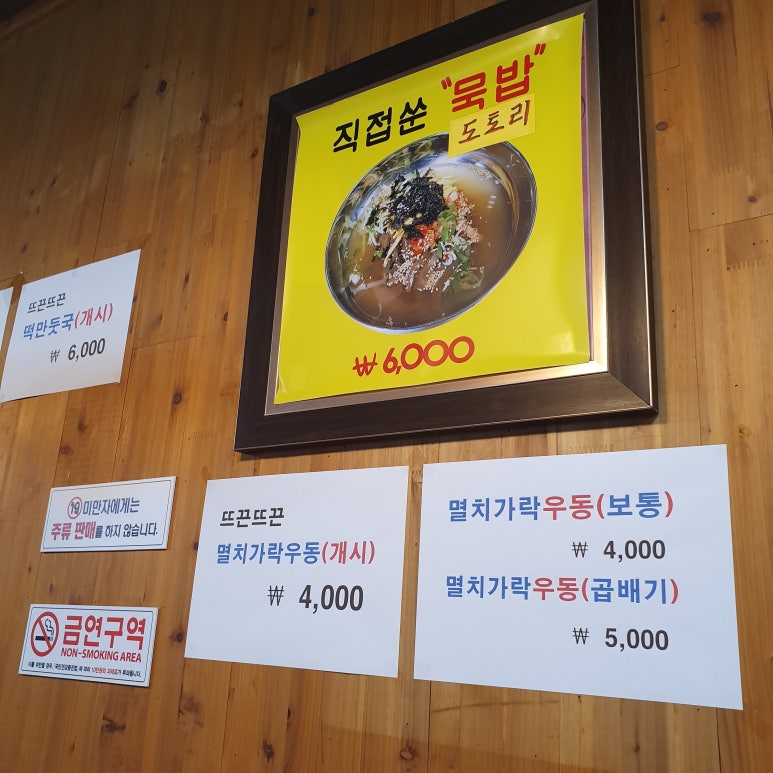 직접쑨 "묵밥"
도토리
₩6,000
뜨끈뜨끈
떡만둣국(개시)
₩ 6,000
19 미만자에게는
주류 판매를 하지 않습니다.
금연구역
NON-SMOKING AREA
뜨끈뜨끈
멸치가락우동(개시)
₩ 4,000
멸치가락우동(보통)
₩ 4,000
멸치가락우동(곱배기)
₩ 5,000